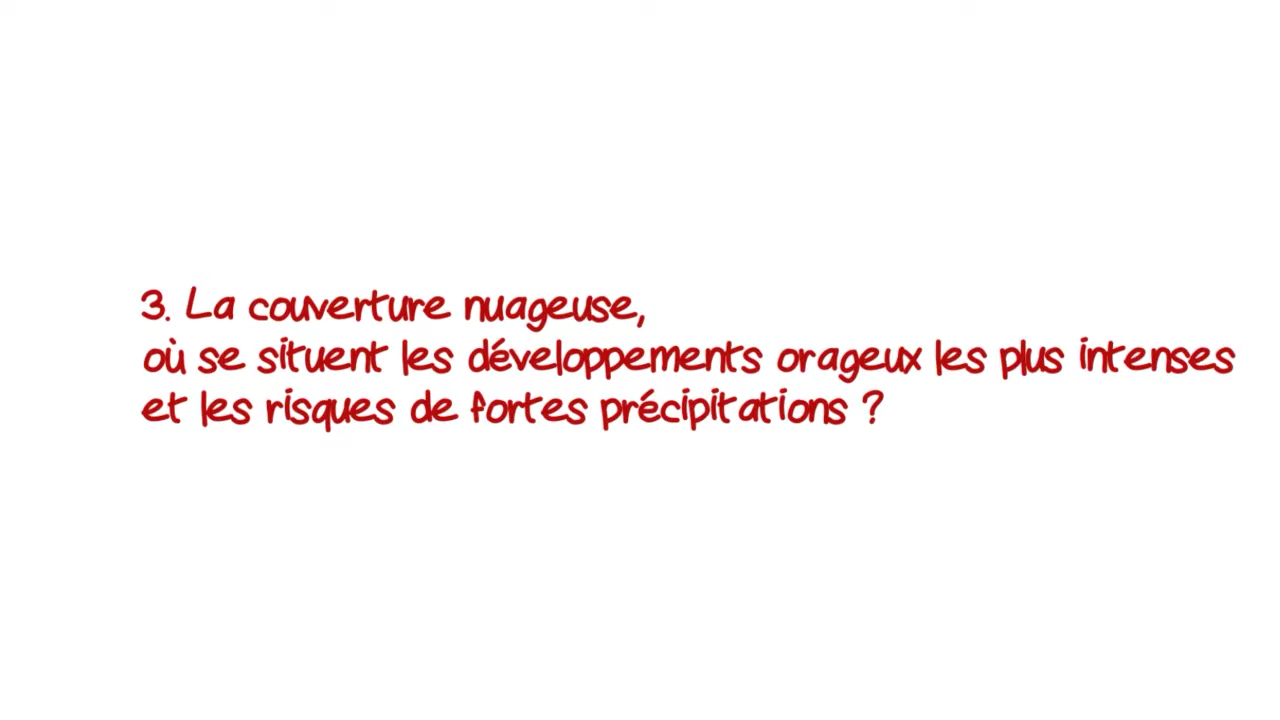 3. La couverture nuageuse,
où se situent les développements orageux les plus intenses
et les risques de fortes précipitations ?